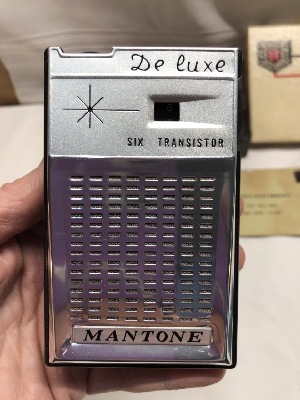 De luxe
SIX TRANSISTOR
MANTONE